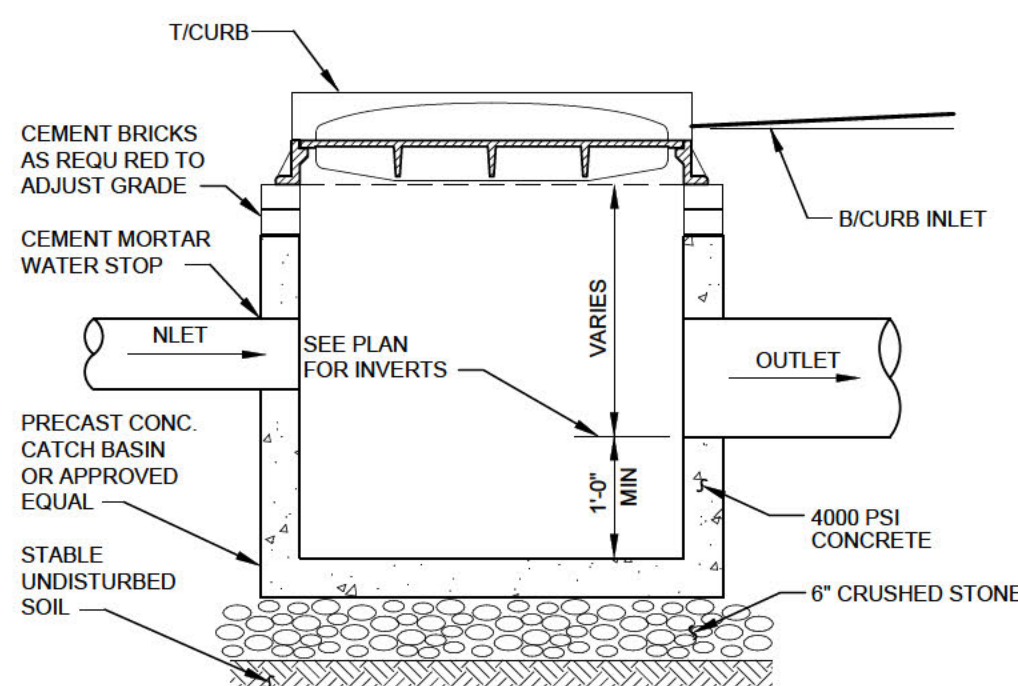 T/CURB
CEMENT BRICKS
AS REQU RED TO
ADJUST GRADE
CEMENT MORTAR
WATER STOP
B/CURB INLET
VARIES
NLET
SEE PLAN
FOR INVERTS
OUTLET
PRECAST CONC.
CATCH BASIN
OR APPROVED
EQUAL
1'-0"
MIN
4000 PSI
CONCRETE
STABLE
UNDISTURBED
SOIL
6" CRUSHED STONE